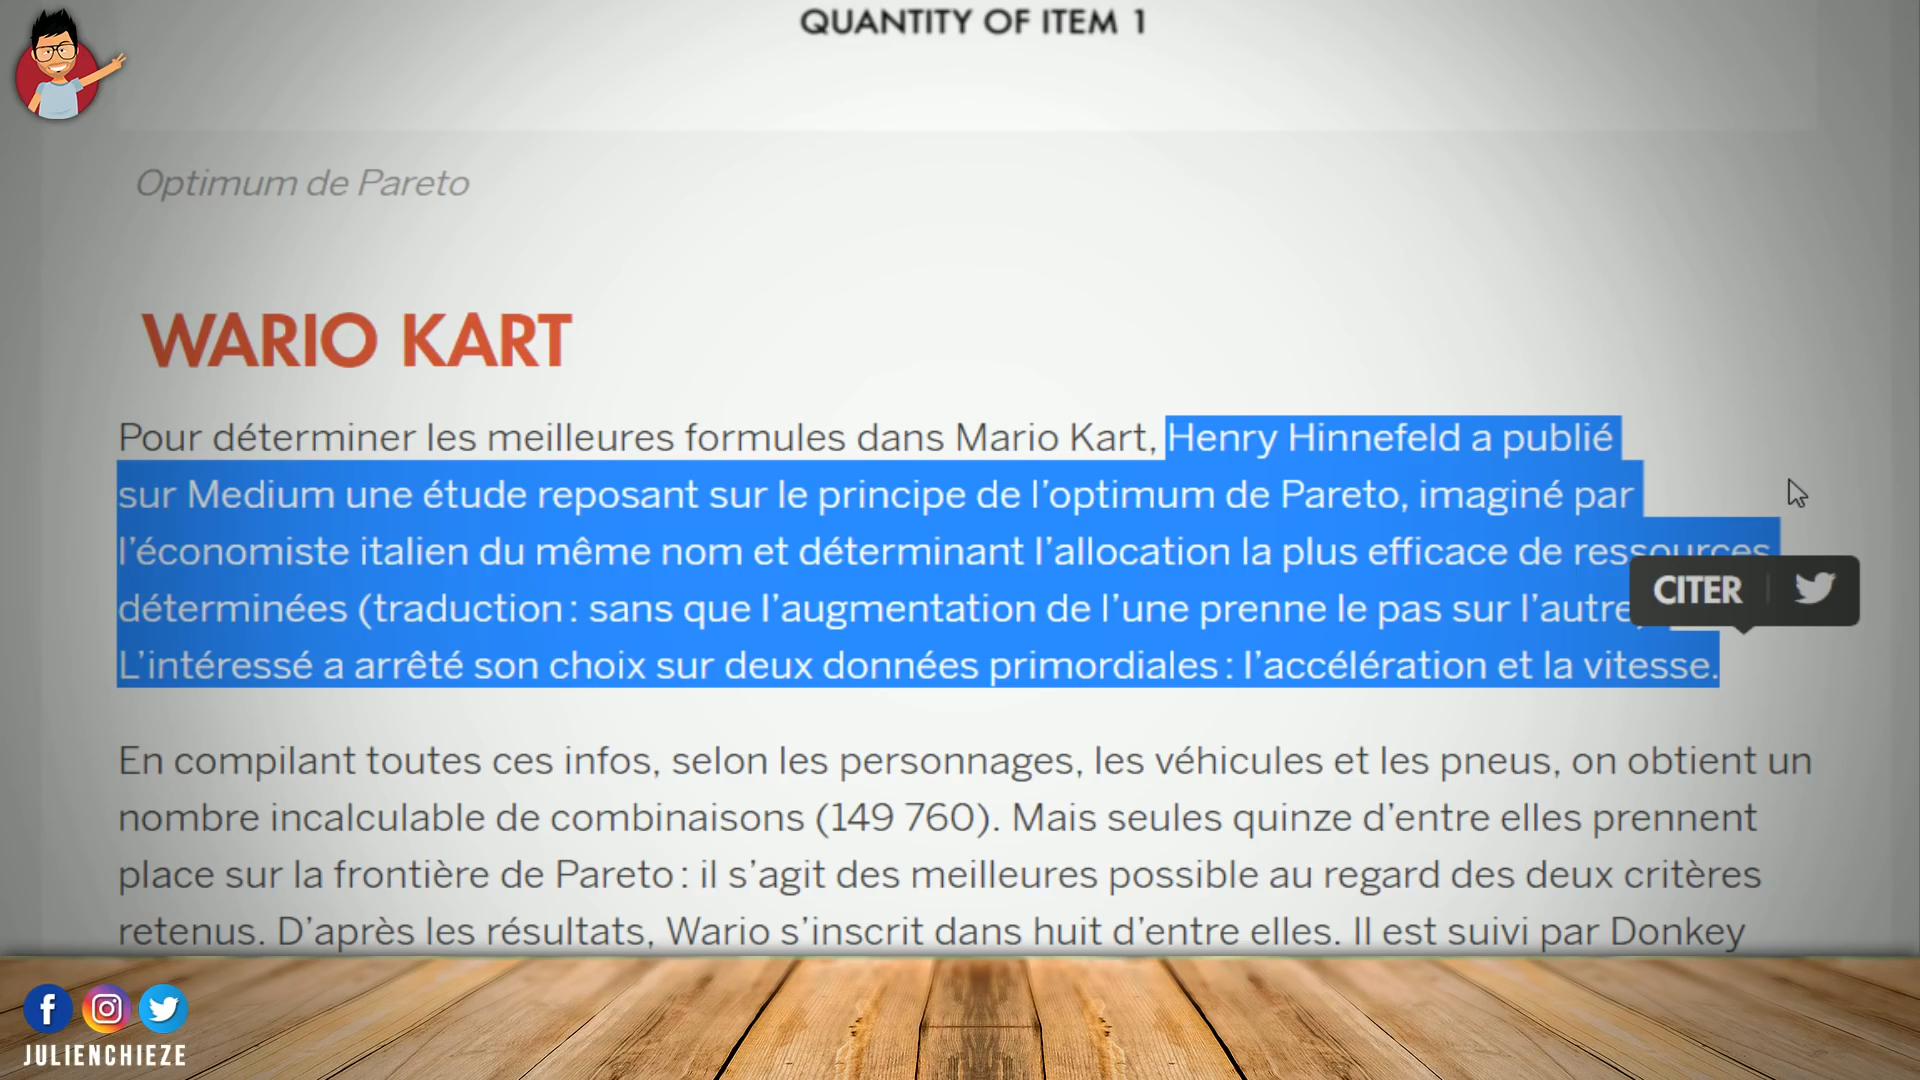 QUANTITY OF ITEM 1
Optimum de Pareto
WARIO KART
Pour déterminer les meilleures formules dans Mario Kart, Henry Hinnefeld a publié
sur Medium une étude reposant sur le principe de l’optimum de Pareto, imaginé par
l’économiste italien du même nom et déterminant l’allocation la plus efficace de ressources
déterminées (traduction : sans que l’augmentation de l’une prenne le pas sur l’autre)
CITER
L’intéressé a arrêté son choix sur deux données primordiales : l’accélération et la vitesse.
En compilant toutes ces infos, selon les personnages, les véhicules et les pneus, on obtient un
nombre incalculable de combinaisons (149 760). Mais seules quinze d’entre elles prennent
place sur la frontière de Pareto : il s’agit des meilleures possible au regard des deux critères
retenus. D’après les résultats, Wario s’inscrit dans huit d’entre elles. Il est suivi par Donkey
JULIENCHIEZE